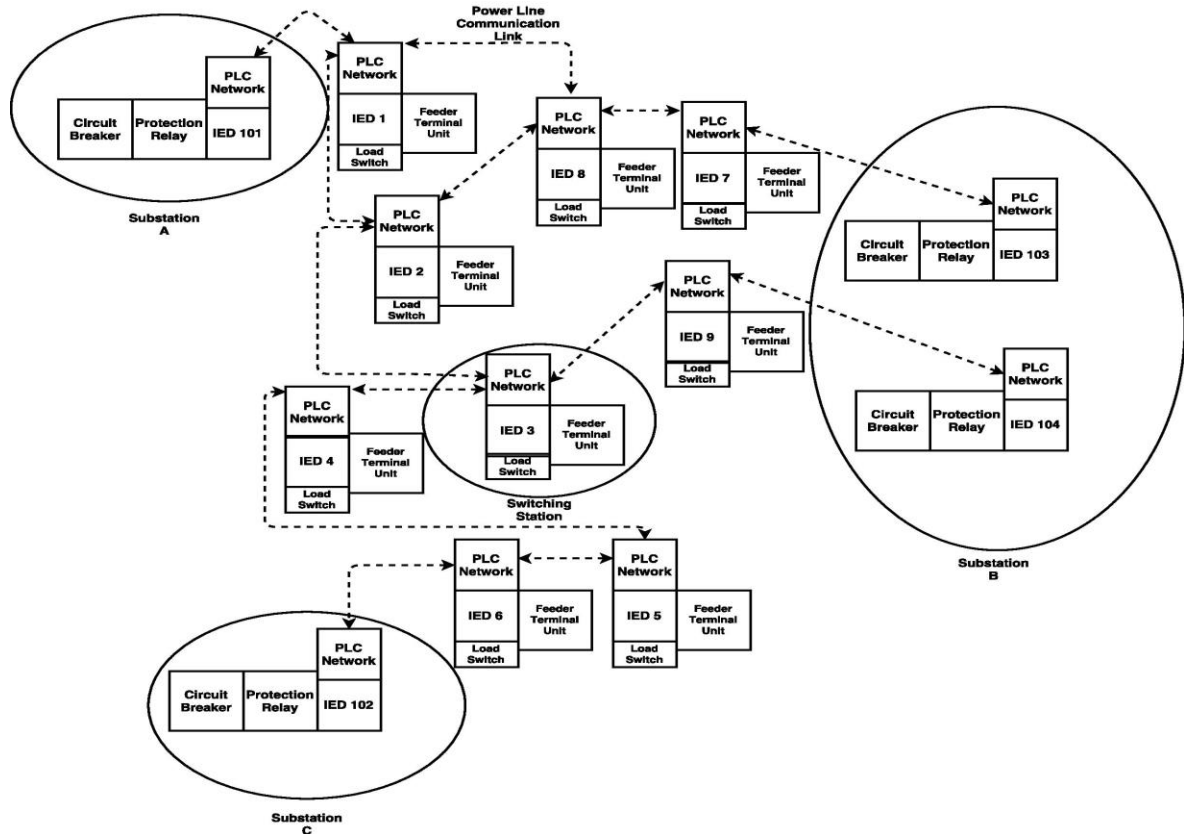 Power Line
Communication
Link
PLC
Network
Circuit
Breaker
Protection
Relay
IED 101
Substation
A
PLC
Network
IED 1
Feeder
Terminal
Unit
Load
Switch
PLC
Network
IED 8
Feeder
Terminal
Unit
Load
Switch
PLC
Network
IED 7
Feeder
Terminal
Unit
Load
Switch
PLC
Network
IED 2
Feeder
Terminal
Unit
Load
Switch
PLC
Network
Circuit
Breaker
Protection
Relay
IED 103
PLC
Network
IED 9
Feeder
Terminal
Unit
Load
Switch
PLC
Network
Circuit
Breaker
Protection
Relay
IED 104
Substation
B
PLC
Network
IED 3
Feeder
Terminal
Unit
Load
Switch
Switching
Station
PLC
Network
IED 4
Feeder
Terminal
Unit
Load
Switch
PLC
Network
IED 6
Feeder
Terminal
Unit
Load
Switch
PLC
Network
IED 5
Feeder
Terminal
Unit
Load
Switch
PLC
Network
Circuit
Breaker
Protection
Relay
IED 102
Substation
C